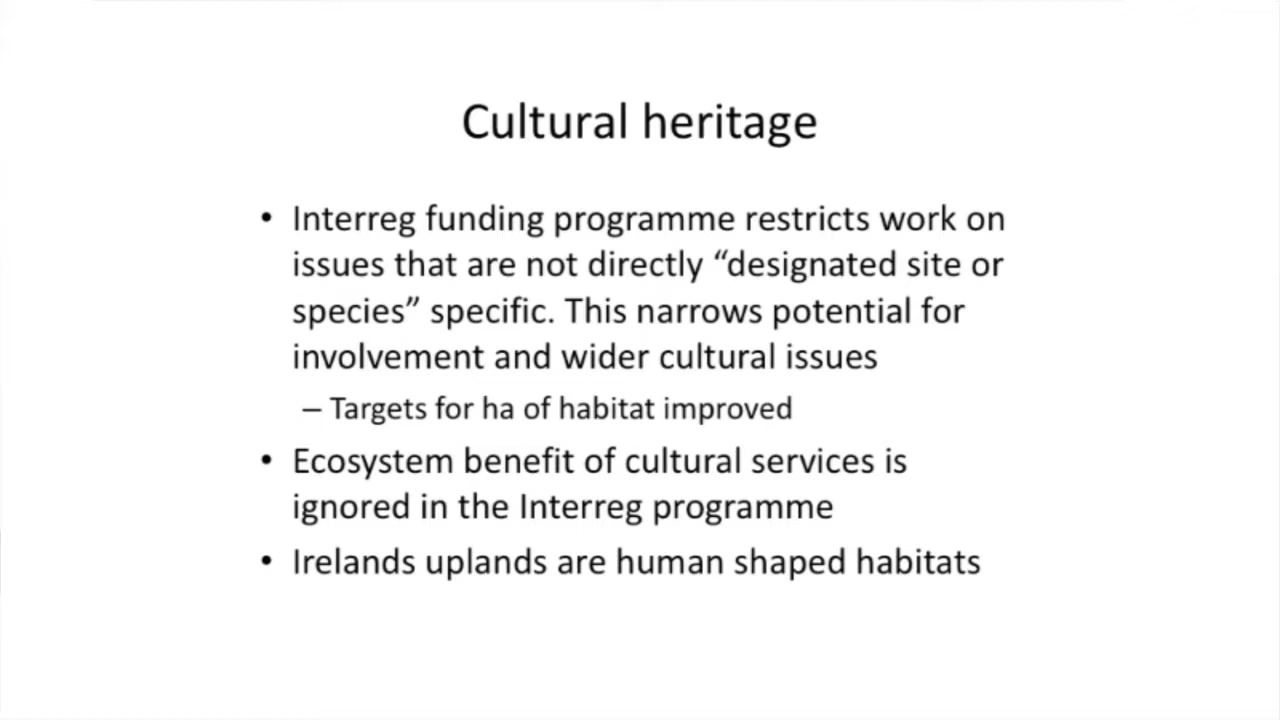 Cultural heritage
• Interreg funding programme restricts work on
issues that are not directly “designated site or
species” specific. This narrows potential for
involvement and wider cultural issues
– Targets for ha of habitat improved
• Ecosystem benefit of cultural services is
ignored in the Interreg programme
• Irelands uplands are human shaped habitats